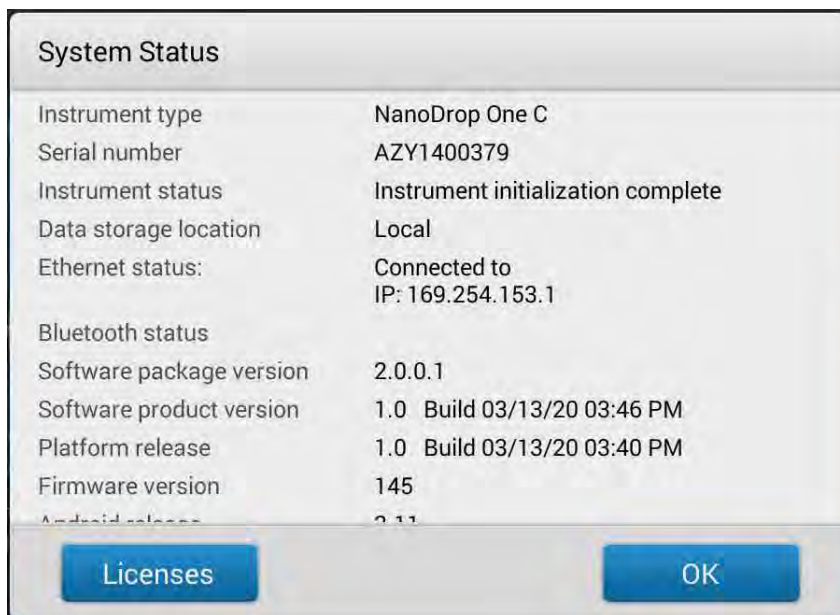 System Status
Instrument type NanoDrop One C
Serial number AZY1400379
Instrument status Instrument initialization complete
Data storage location Local
Ethernet status: Connected to
IP: 169.254.153.1
Bluetooth status
Software package version 2.0.0.1
Software product version 1.0 Build 03/13/20 03:46 PM
Platform release 1.0 Build 03/13/20 03:40 PM
Firmware version 145
Android release
Licenses OK